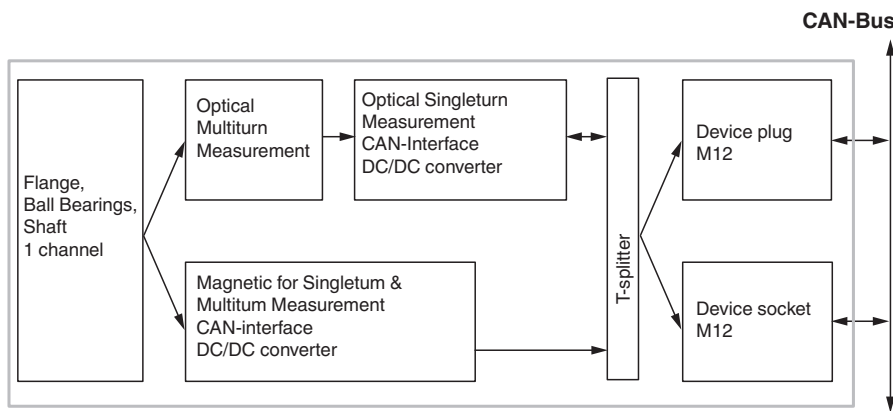 CAN-Bus
Optical
Multiturn
Measurement
Optical Singleturn
Measurement
CAN-Interface
DC/DC converter
Device plug
M12
Flange,
Ball Bearings,
Shaft
1 channel
T-splitter
Magnetic for Singletum &
Multitum Measurement
CAN-interface
DC/DC converter
Device socket
M12